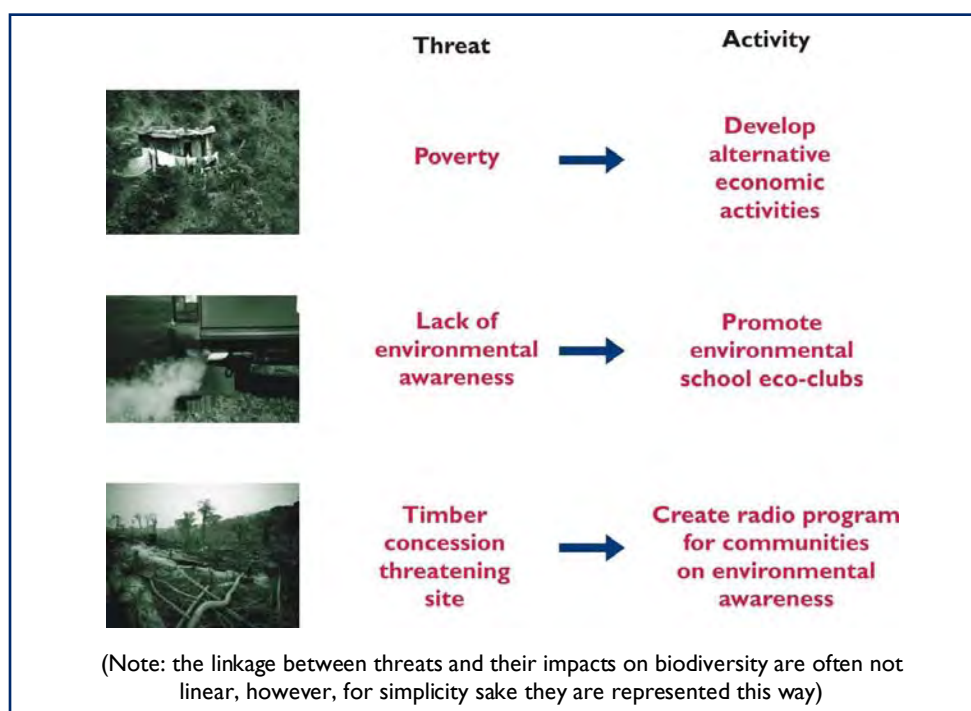 Threat
Activity
Poverty
Develop
alternative
economic
activities
Lack of
environmental
awareness
Promote
environmental
school eco-clubs
Timber
concession
threatening
site
Create radio program
for communities
on environmental
awareness
(Note: the linkage between threats and their impacts on biodiversity are often not
linear, however, for simplicity sake they are represented this way)